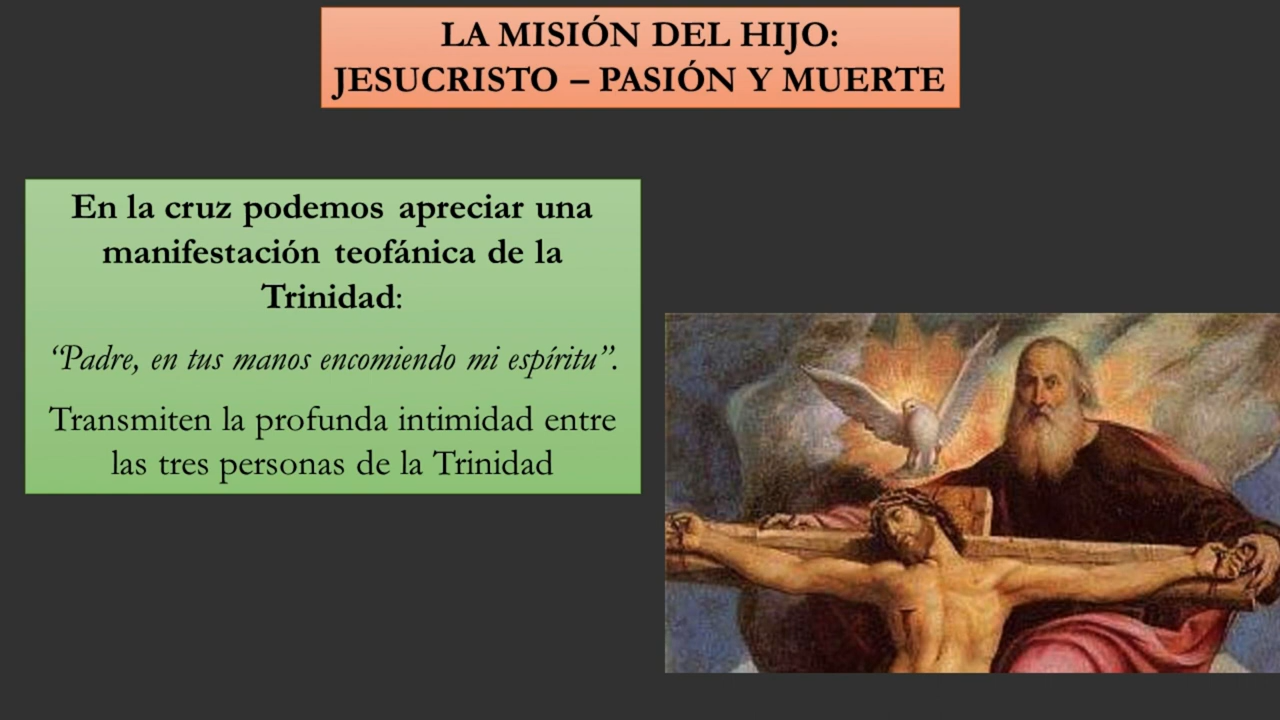 LA MISIÓN DEL HIJO:
JESUCRISTO – PASIÓN Y MUERTE
En la cruz podemos apreciar una
manifestación teofánica de la
Trinidad:
“Padre, en tus manos encomiendo mi espíritu”.
Transmiten la profunda intimidad entre
las tres personas de la Trinidad